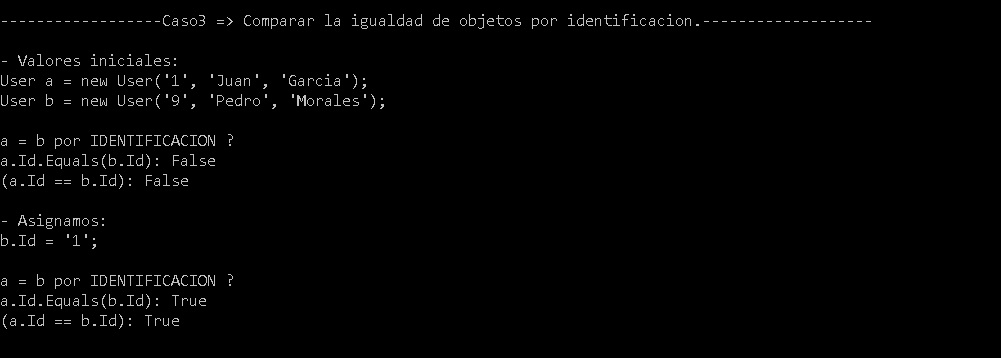 ------------------Caso3 => Comparar la igualdad de objetos por identificacion.-------------------
- Valores iniciales:
User a = new User('1', 'Juan', 'Garcia');
User b = new User('9', 'Pedro', 'Morales');
a = b por IDENTIFICACION ?
a.Id.Equals(b.Id): False
(a.Id == b.Id): False
- Asignamos:
b.Id = '1';
a = b por IDENTIFICACION ?
a.Id.Equals(b.Id): True
(a.Id == b.Id): True